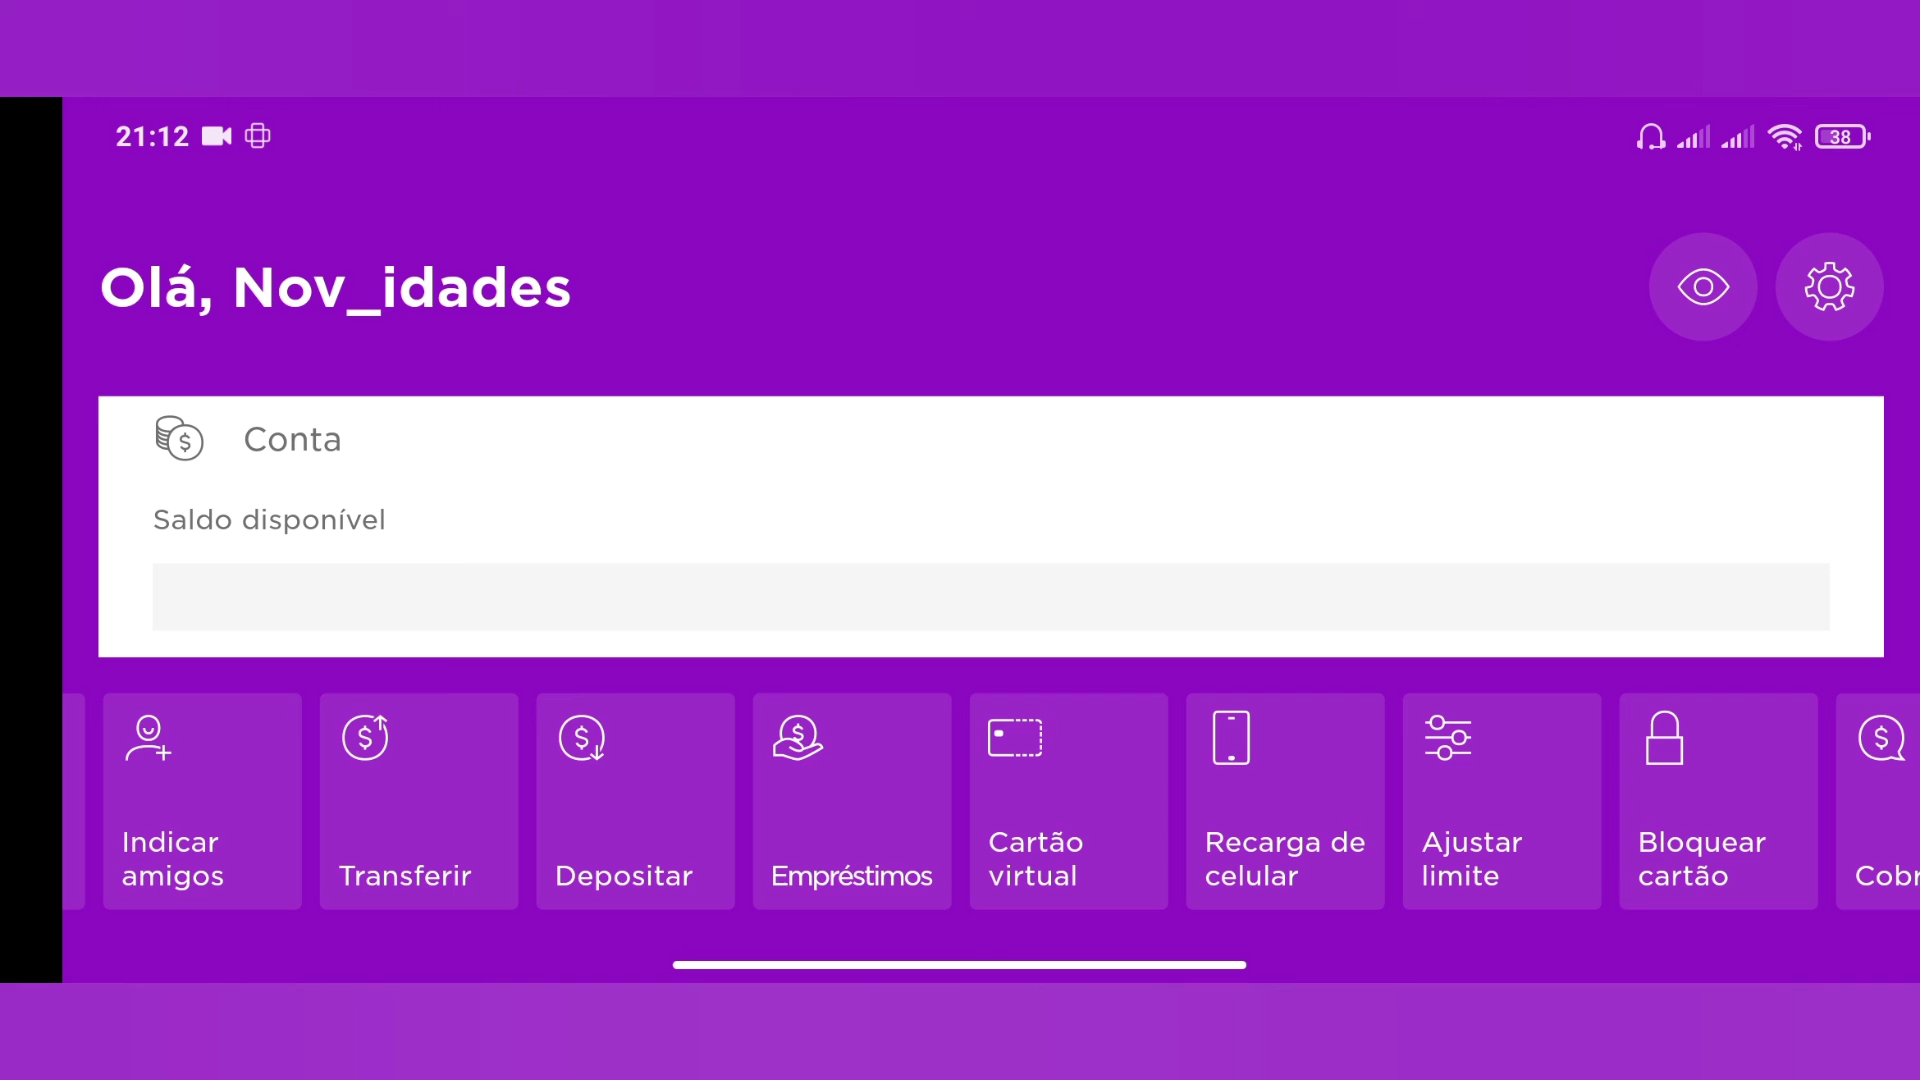 21:12
38
Olá, Nov_idades
Conta
Saldo disponível
Indicar
amigos
Transferir
Depositar
Empréstimos
Cartão
virtual
Recarga de
celular
Ajustar
limite
Bloquear
cartão
Cobr